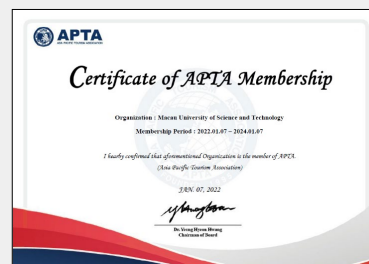 APTA
ASIA PACIFIC TOURISM ASSOCIATION
Certificate of APTA Membership
Organization : Macau University of Science and Technology
Membership Period : 2022.01.07 ~ 2024.01.07
I hearby confirmed that aforementioned Organization is the member of APTA.
(Asia Pacific Tourism Association)
JAN. 07, 2022
Dr. Yeong Hyeon Hwang
Chairman of Board